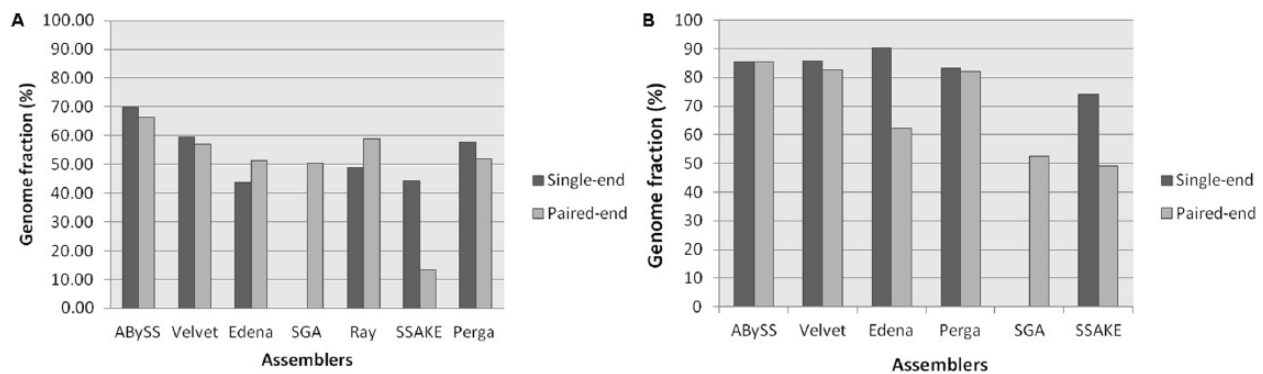 A
Genome fraction (%)
100.00
90.00
80.00
70.00
60.00
50.00
40.00
30.00
20.00
10.00
0.00
ABySS Velvet Edena SGA Ray SSAKE Perga
Assemblers
Single-end
Paired-end
B
Genome fraction (%)
100
90
80
70
60
50
40
30
20
10
0
ABySS Velvet Edena Perga SGA SSAKE
Assemblers
Single-end
Paired-end